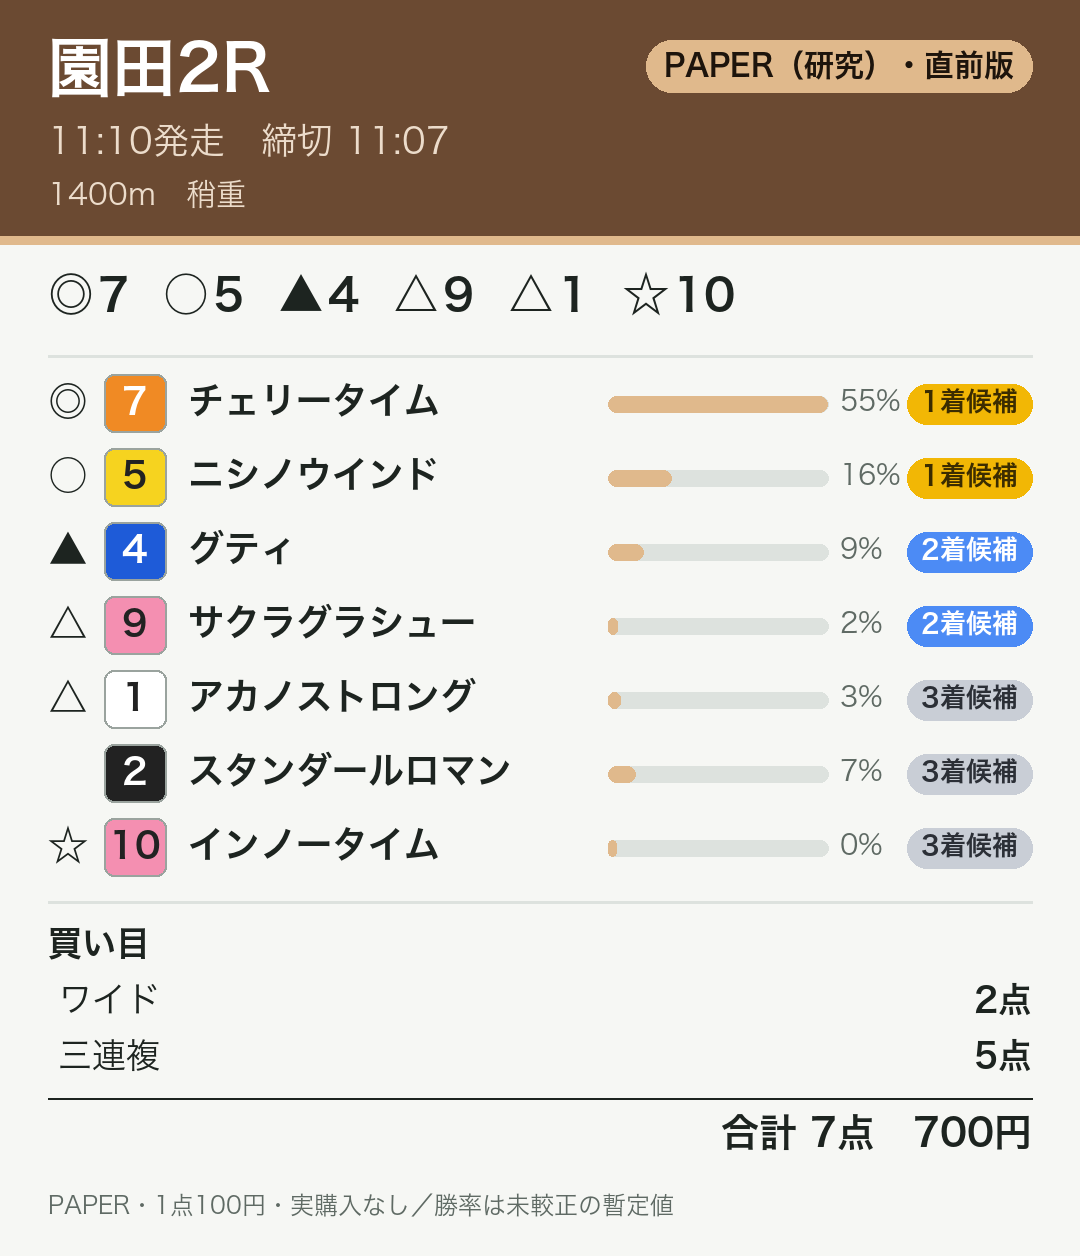 園田2R
PAPER（研究）・直前版
11:10発走　締切 11:07
1400m　稍重
◎7 ○5 ▲4 △9 △1 ☆10
◎ 7 チェリータイム 55% 1着候補
○ 5 ニシノウインド 16% 1着候補
▲ 4 グティ 9% 2着候補
△ 9 サクラグラシュー 2% 2着候補
△ 1 アカノストロング 3% 3着候補
2 スタンダールロマン 7% 3着候補
☆ 10 インノータイム 0% 3着候補
買い目
ワイド 2点
三連複 5点
合計 7点　700円
PAPER・1点100円・実購入なし／勝率は未較正の暫定値